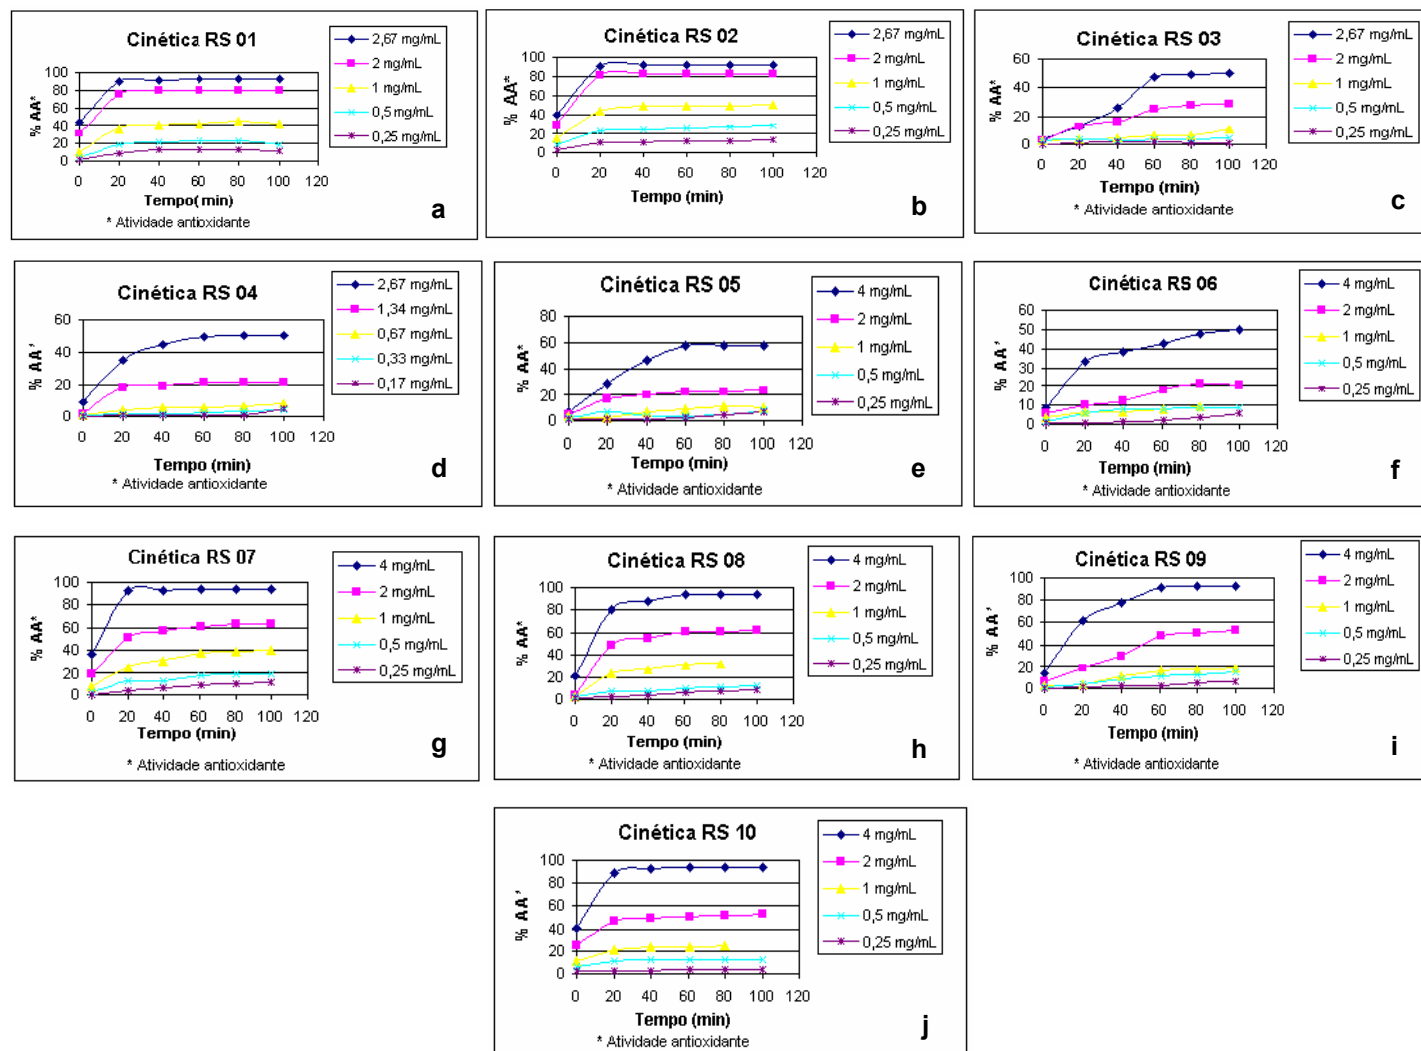 Cinética RS 01
% AA*
100
80
60
40
20
0
0 20 40 60 80 100 120
Tempo( min)
* Atividade antioxidante
2,67 mg/mL
2 mg/mL
1 mg/mL
0,5 mg/mL
0,25 mg/mL
a
Cinética RS 02
% AA*
100
80
60
40
20
0
0 20 40 60 80 100 120
Tempo (min)
* Atividade antioxidante
2,67 mg/mL
2 mg/mL
1 mg/mL
0,5 mg/mL
0,25 mg/mL
b
Cinética RS 03
% AA*
60
40
20
0
0 20 40 60 80 100 120
Tempo (min)
* Atividade antioxidante
2,67 mg/mL
2 mg/mL
1 mg/mL
0,5 mg/mL
0,25 mg/mL
c
Cinética RS 04
% AA*
60
40
20
0
0 20 40 60 80 100 120
Tempo (min)
* Atividade antioxidante
2,67 mg/mL
1,34 mg/mL
0,67 mg/mL
0,33 mg/mL
0,17 mg/mL
d
Cinética RS 05
% AA*
80
60
40
20
0
0 20 40 60 80 100 120
Tempo (min)
* Atividade antioxidante
4 mg/mL
2 mg/mL
1 mg/mL
0,5 mg/mL
0,25 mg/mL
e
Cinética RS 06
% AA*
60
50
40
30
20
10
0
0 20 40 60 80 100 120
Tempo (min)
* Atividade antioxidante
4 mg/mL
2 mg/mL
1 mg/mL
0,5 mg/mL
0,25 mg/mL
f
Cinética RS 07
% AA*
100
80
60
40
20
0
0 20 40 60 80 100 120
Tempo (min)
* Atividade antioxidante
4 mg/mL
2 mg/mL
1 mg/mL
0,5 mg/mL
0,25 mg/mL
g
Cinética RS 08
% AA*
100
80
60
40
20
0
0 20 40 60 80 100 120
Tempo (min)
* Atividade antioxidante
4 mg/mL
2 mg/mL
1 mg/mL
0,5 mg/mL
0,25 mg/mL
h
Cinética RS 09
% AA*
100
80
60
40
20
0
0 20 40 60 80 100 120
Tempo (min)
* Atividade antioxidante
4 mg/mL
2 mg/mL
1 mg/mL
0,5 mg/mL
0,25 mg/mL
i
Cinética RS 10
% AA*
100
80
60
40
20
0
0 20 40 60 80 100 120
Tempo (min)
* Atividade antioxidante
4 mg/mL
2 mg/mL
1 mg/mL
0,5 mg/mL
0,25 mg/mL
j